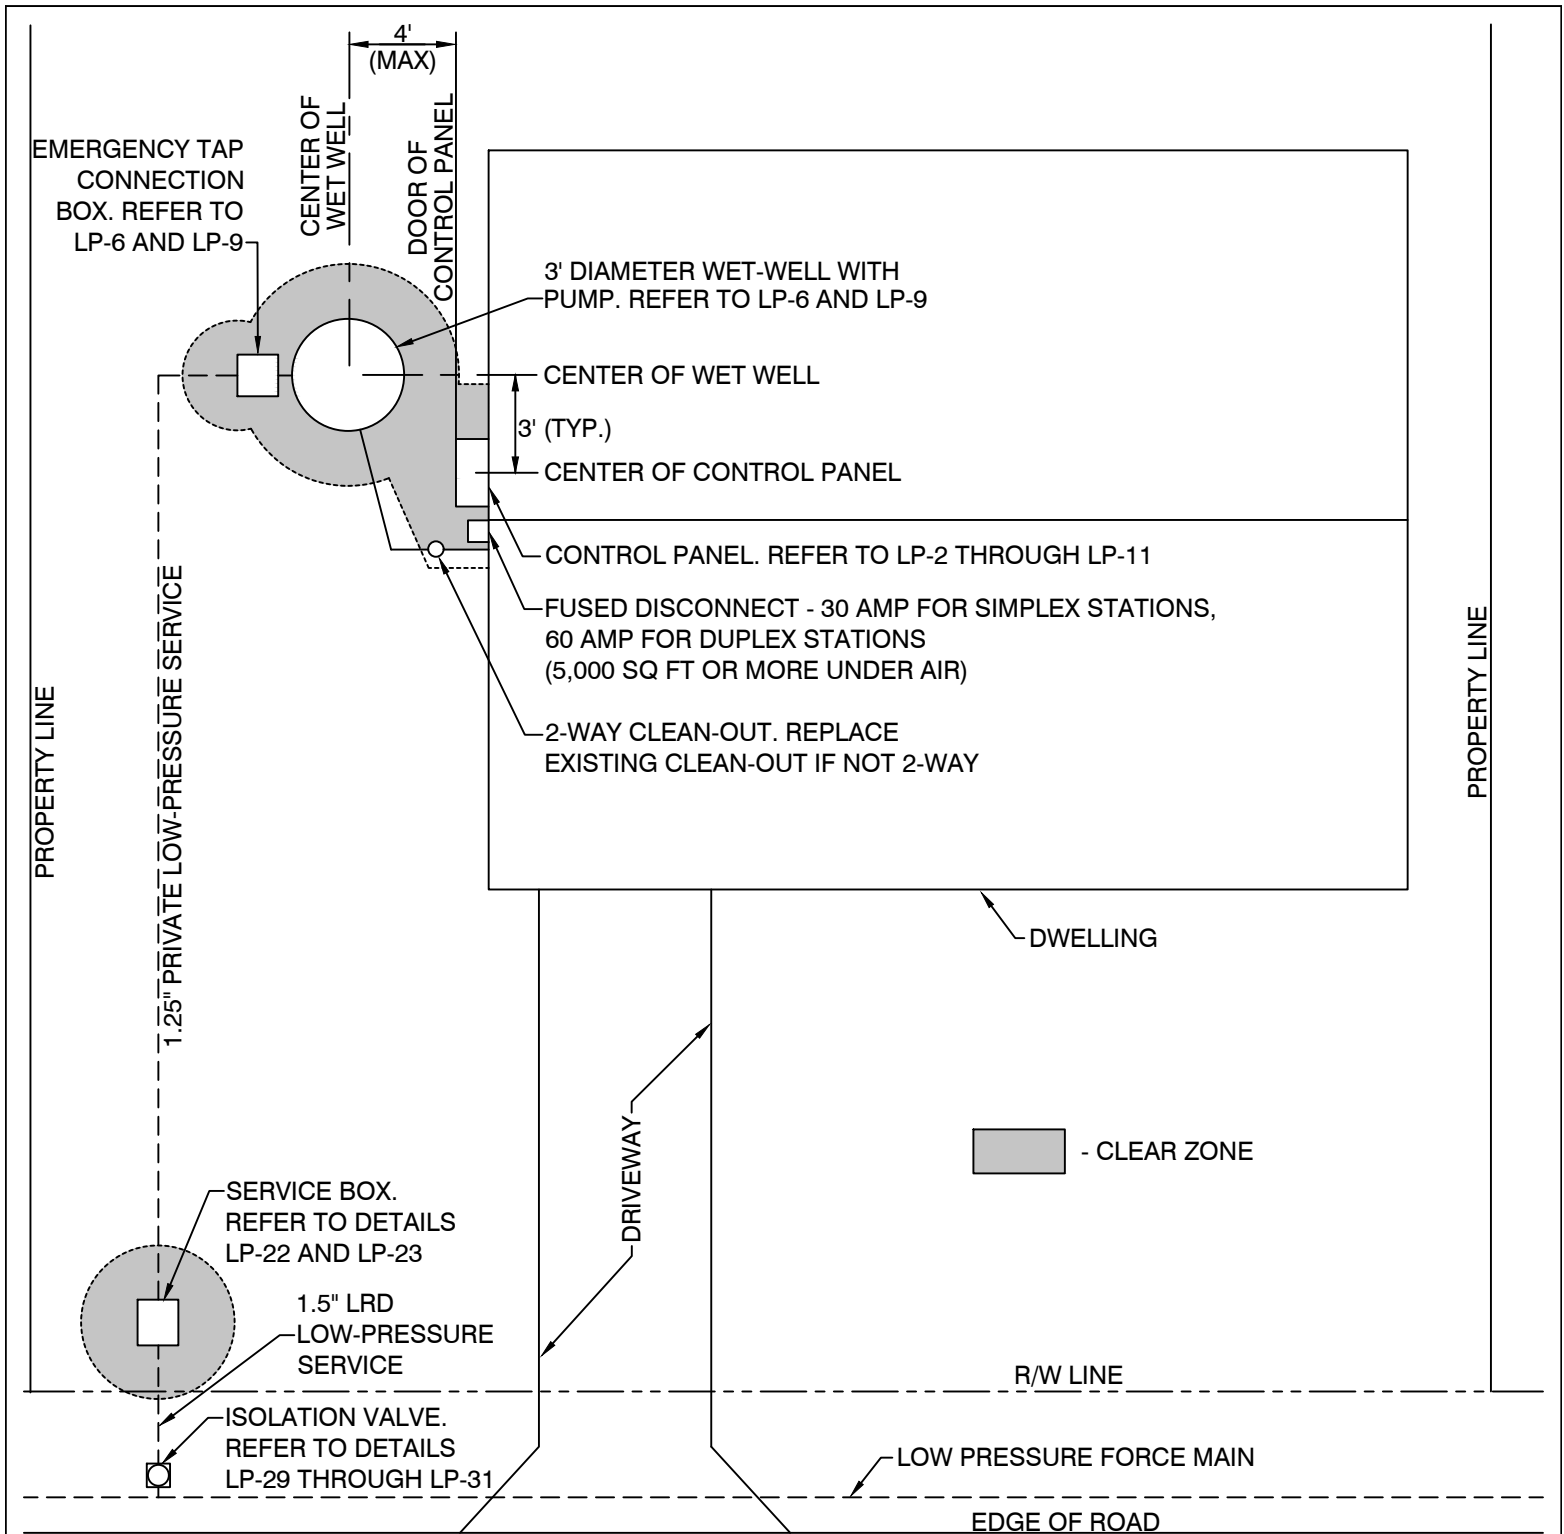 4'
(MAX)
CENTER OF
WET WELL
DOOR OF
CONTROL PANEL
EMERGENCY TAP
CONNECTION
BOX. REFER TO
LP-6 AND LP-9
3' DIAMETER WET-WELL WITH
PUMP. REFER TO LP-6 AND LP-9
CENTER OF WET WELL
3' (TYP.)
CENTER OF CONTROL PANEL
CONTROL PANEL. REFER TO LP-2 THROUGH LP-11
FUSED DISCONNECT - 30 AMP FOR SIMPLEX STATIONS,
60 AMP FOR DUPLEX STATIONS
(5,000 SQ FT OR MORE UNDER AIR)
2-WAY CLEAN-OUT. REPLACE
EXISTING CLEAN-OUT IF NOT 2-WAY
PROPERTY LINE
1.25" PRIVATE LOW-PRESSURE SERVICE
PROPERTY LINE
DWELLING
DRIVEWAY
- CLEAR ZONE
SERVICE BOX.
REFER TO DETAILS
LP-22 AND LP-23
1.5" LRD
LOW-PRESSURE
SERVICE
R/W LINE
ISOLATION VALVE.
REFER TO DETAILS
LP-29 THROUGH LP-31
LOW PRESSURE FORCE MAIN
EDGE OF ROAD